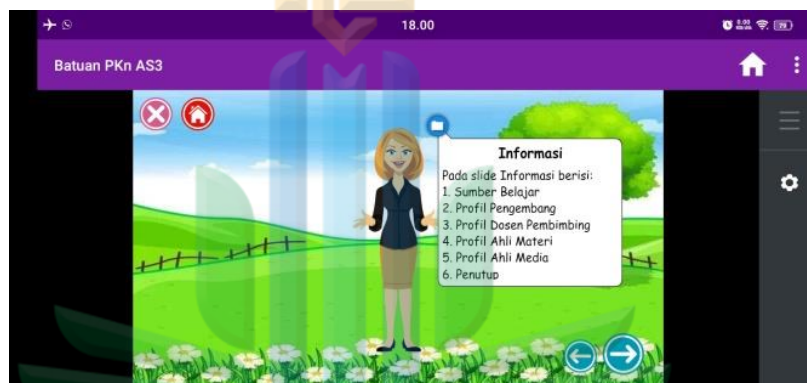 18.00
Batuan PKn AS3
Informasi
Pada slide Informasi berisi:
1. Sumber Belajar
2. Profil Pengembang
3. Profil Dosen Pembimbing
4. Profil Ahli Materi
5. Profil Ahli Media
6. Penutup